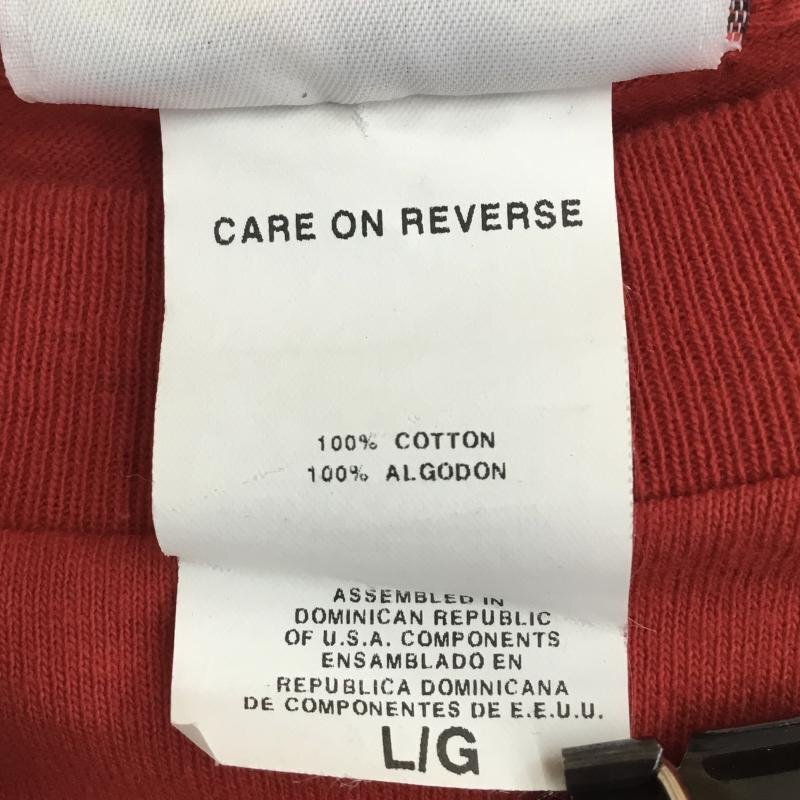 CARE ON REVERSE
100% COTTON
100% ALGODON
ASSEMBLED IN
DOMINICAN REPUBLIC
OF U.S.A. COMPONENTS
ENSAMBLADO EN
REPUBLICA DOMINICANA
DE COMPONENTES DE E.E.U.U.
L/G